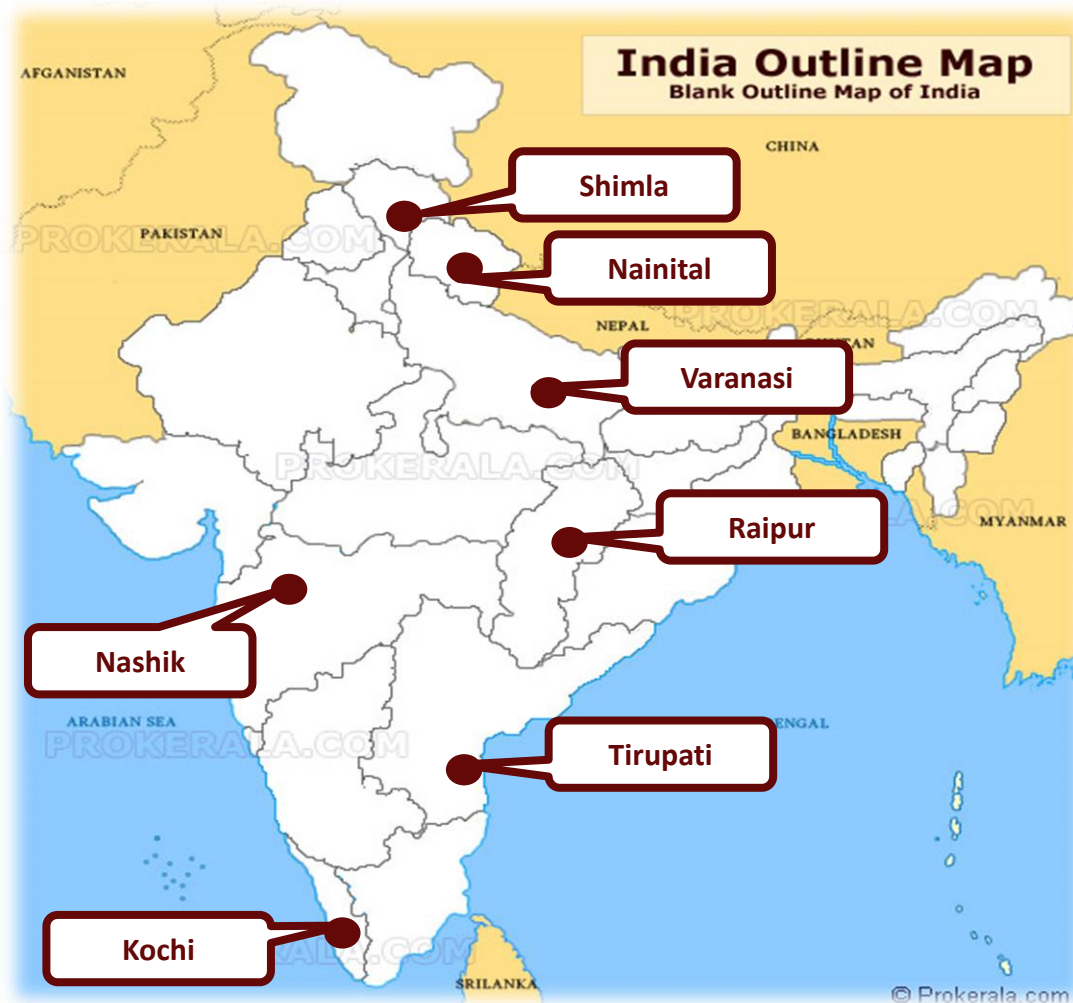 India Outline Map
Blank Outline Map of India
AFGANISTAN
CHINA
Shimla
PAKISTAN
PROKERALA.COM
Nainital
NEPAL
PROKERALA.COM
Varanasi
BANGLADESH
PROKERALA.COM
Raipur
MYANMAR
Nashik
ARABIAN SEA
ENGAL
PROKERALA.COM
Tirupati
Kochi
SRILANKA
© Prokerala.com